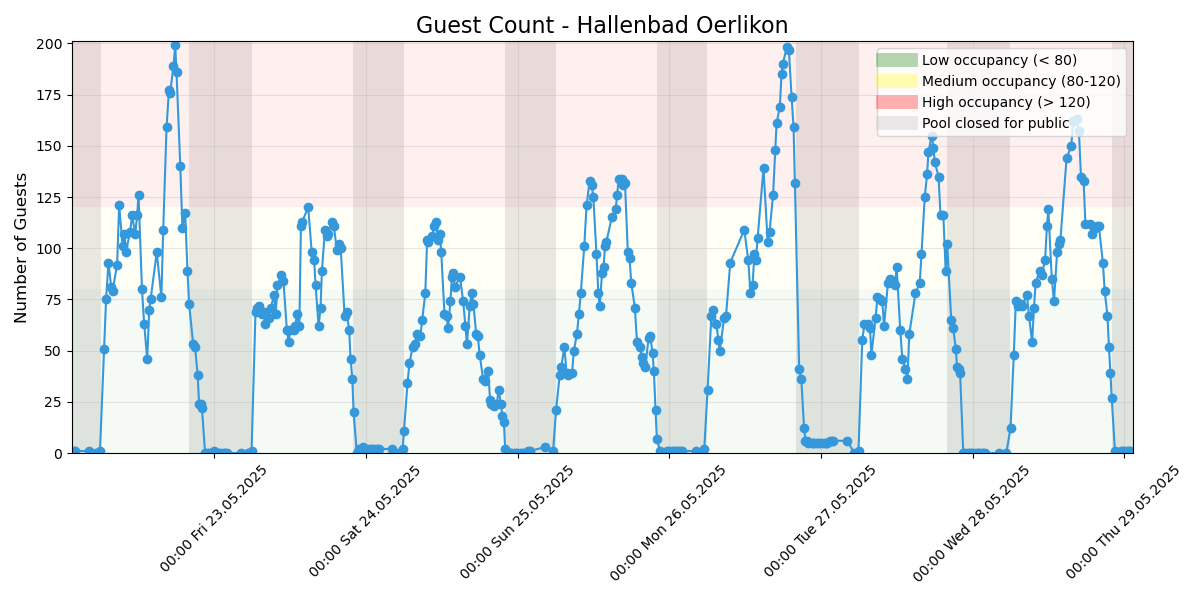 Guest Count - Hallenbad Oerlikon
Number of Guests
200
175
150
125
100
75
50
25
0
Low occupancy (< 80)
Medium occupancy (80-120)
High occupancy (> 120)
Pool closed for public
00:00 Fri 23.05.2025
00:00 Sat 24.05.2025
00:00 Sun 25.05.2025
00:00 Mon 26.05.2025
00:00 Tue 27.05.2025
00:00 Wed 28.05.2025
00:00 Thu 29.05.2025